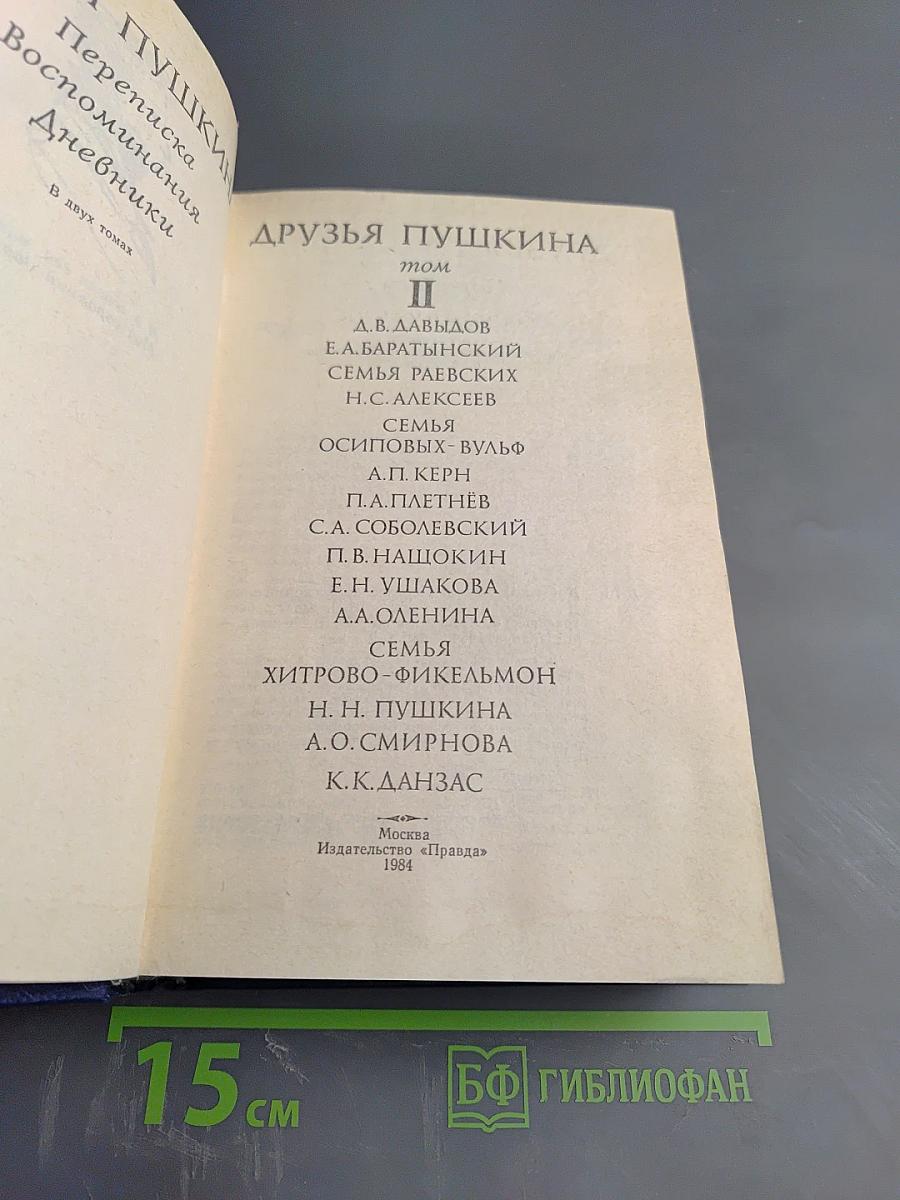 ПУШКИН
Переписка
Воспоминания
Дневники
В двух томах
ДРУЗЬЯ ПУШКИНА
том
II
Д.В.ДАВЫДОВ
Е.А.БАРАТЫНСКИЙ
СЕМЬЯ РАЕВСКИХ
Н.С.АЛЕКСЕЕВ
СЕМЬЯ
ОСИПОВЫХ-ВУЛЬФ
А.П.КЕРН
П.А.ПЛЕТНЁВ
С.А.СОБОЛЕВСКИЙ
П.В.НАЩОКИН
Е.Н.УШАКОВА
А.А.ОЛЕНИНА
СЕМЬЯ
ХИТРОВО-ФИКЕЛЬМОН
Н. Н. ПУШКИНА
А.О.СМИРНОВА
К.К.ДАНЗАС
Москва
Издательство «Правда»
1984
15 см
БФ ГИБЛИОФАН